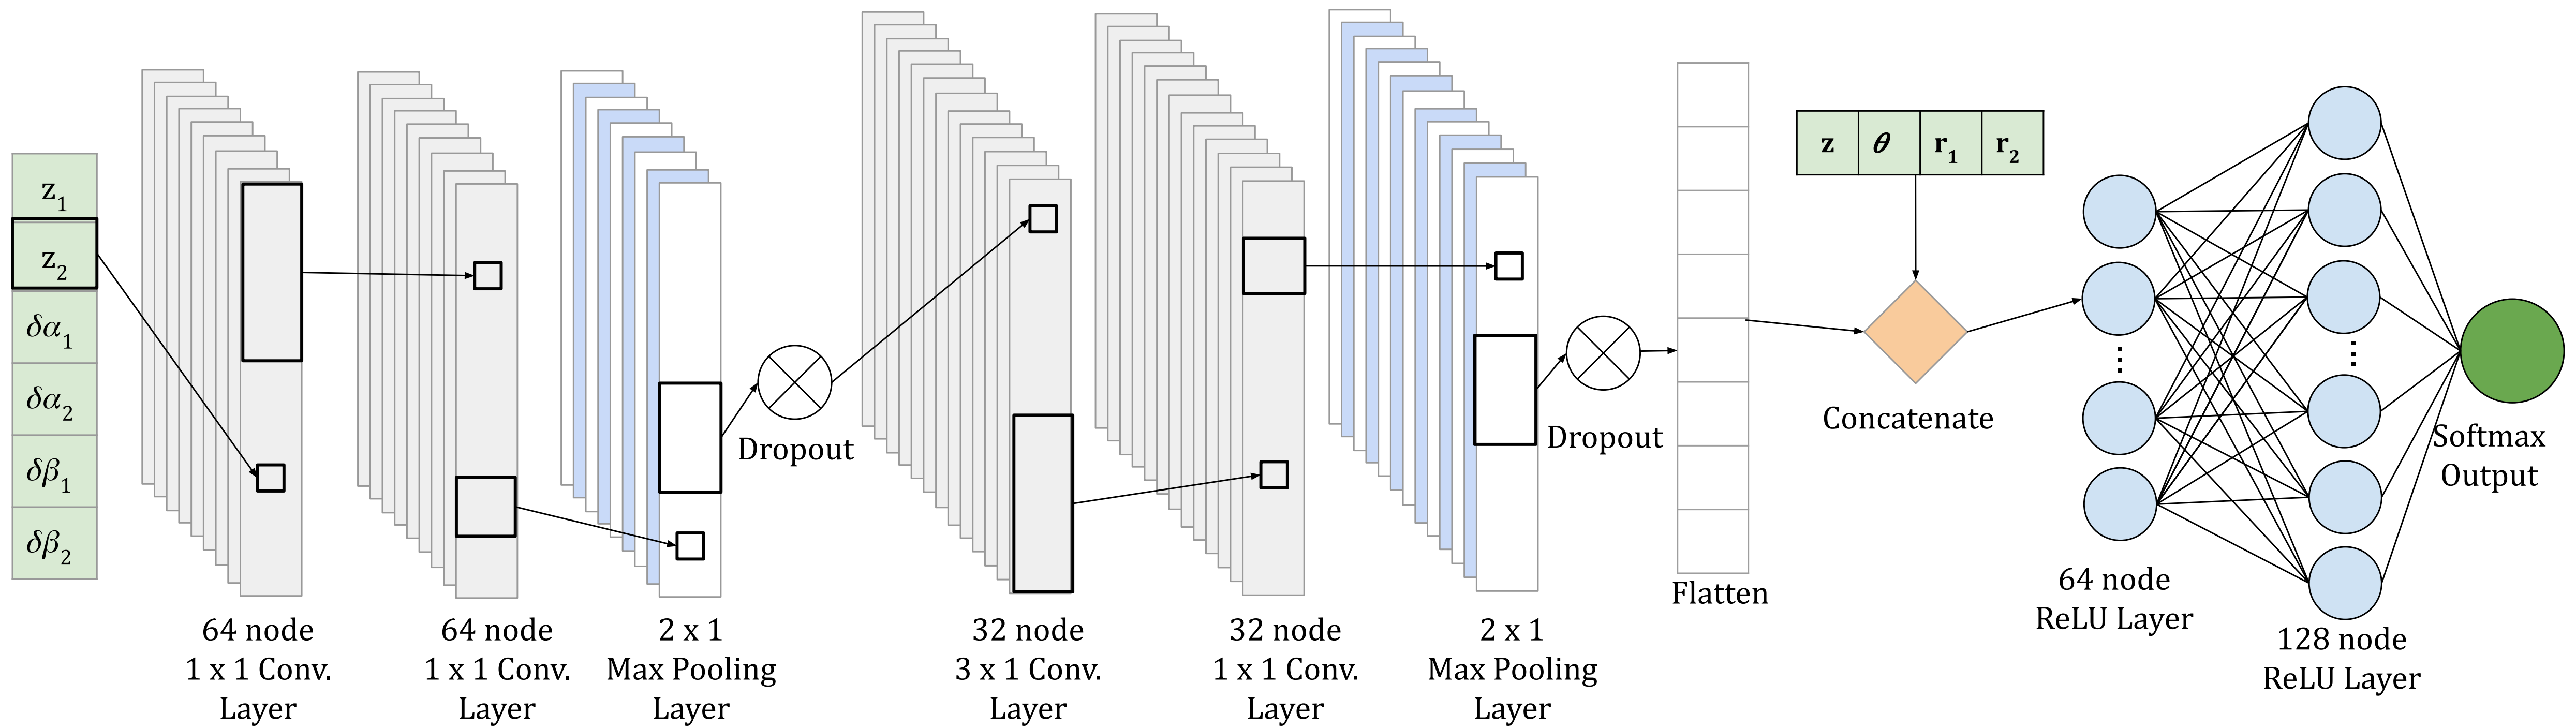 z1
z2
δα1
δα2
δβ1
δβ2
64 node
1 x 1 Conv.
Layer
64 node
1 x 1 Conv.
Layer
2 x 1
Max Pooling
Layer
Dropout
32 node
3 x 1 Conv.
Layer
32 node
1 x 1 Conv.
Layer
2 x 1
Max Pooling
Layer
Dropout
Flatten
z θ r1 r2
Concatenate
64 node
ReLU Layer
128 node
ReLU Layer
Softmax
Output